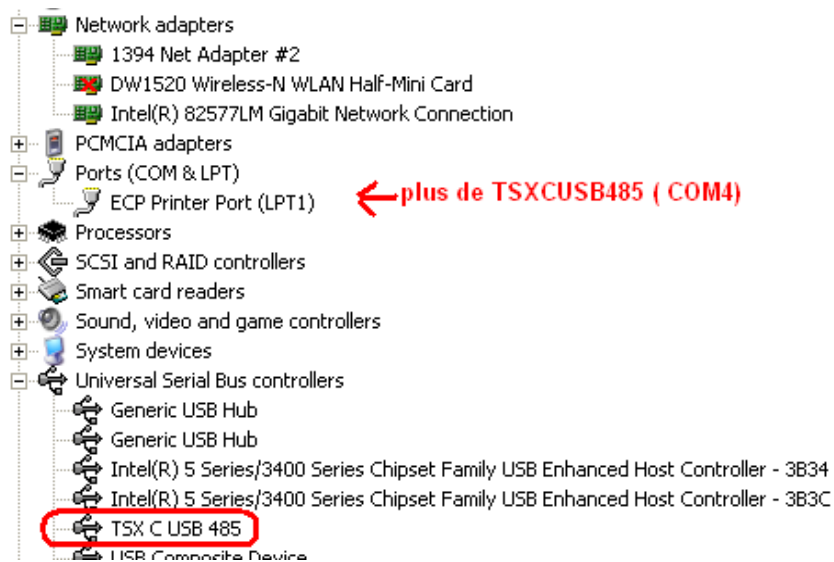 Network adapters
1394 Net Adapter #2
DW1520 Wireless-N WLAN Half-Mini Card
Intel(R) 82577LM Gigabit Network Connection
PCMCIA adapters
Ports (COM & LPT)
ECP Printer Port (LPT1)
plus de TSXCUSB485 ( COM4)
Processors
SCSI and RAID controllers
Smart card readers
Sound, video and game controllers
System devices
Universal Serial Bus controllers
Generic USB Hub
Generic USB Hub
Intel(R) 5 Series/3400 Series Chipset Family USB Enhanced Host Controller - 3B34
Intel(R) 5 Series/3400 Series Chipset Family USB Enhanced Host Controller - 3B3C
TSX C USB 485
USB Composite Device